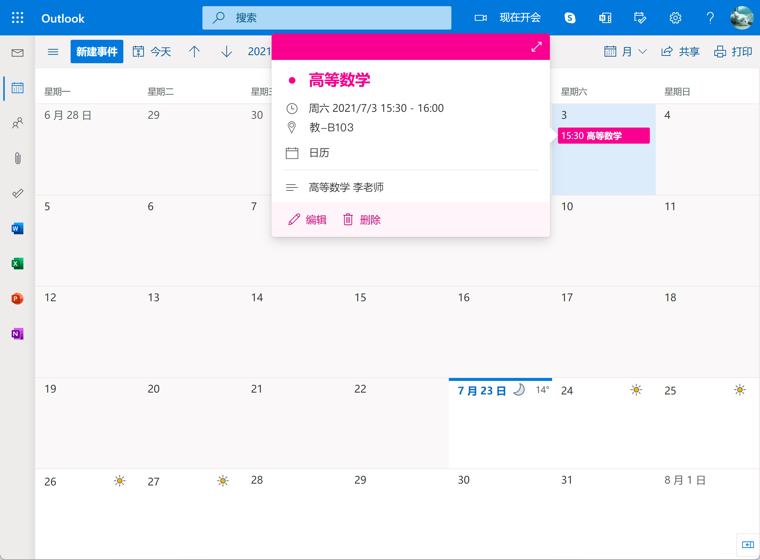 Outlook
搜索
现在开会
新建事件
今天
2021
月
共享
打印
高等数学
周六 2021/7/3 15:30 - 16:00
教-B103
日历
高等数学 李老师
编辑
删除
星期一
星期二
星期三
星期六
星期日
6 月 28 日
29
30
3
4
15:30 高等数学
5
6
7
10
11
12
13
14
15
16
17
18
19
20
21
22
7 月 23 日
14°
24
25
26
27
28
29
30
31
8 月 1 日